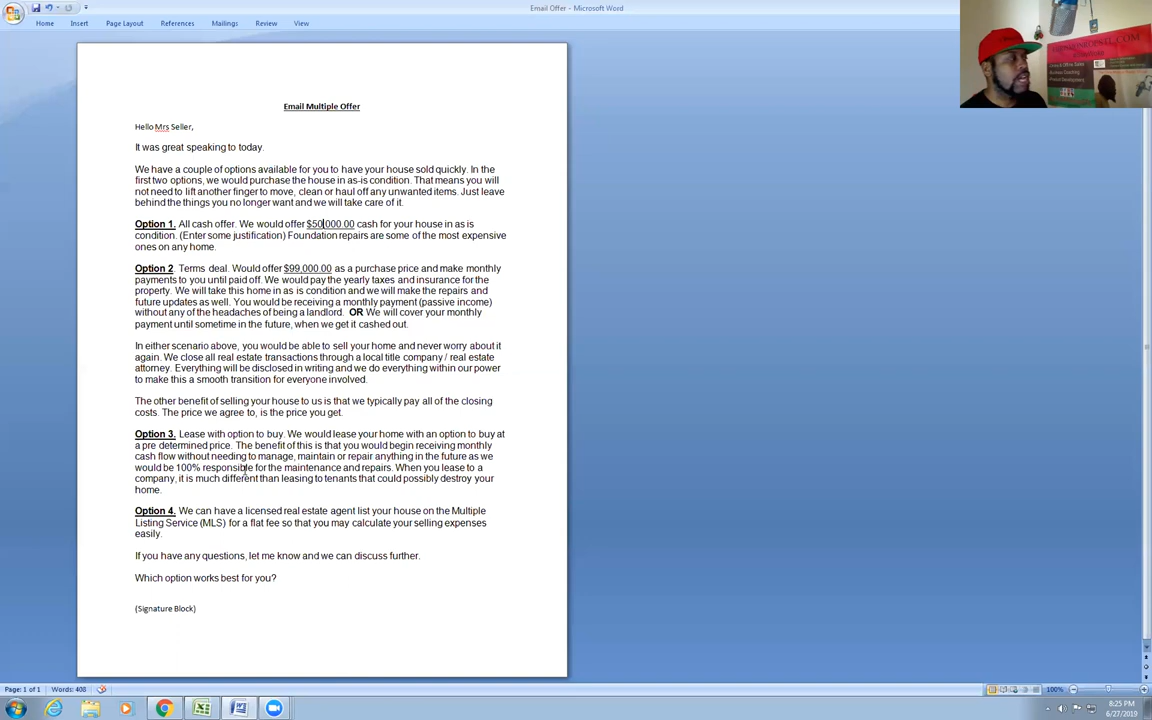 Email Offer - Microsoft Word
Home Insert Page Layout References Mailings Review View
Email Multiple Offer
Hello Mrs Seller,
It was great speaking to today.
We have a couple of options available for you to have your house sold quickly. In the
first two options, we would purchase the house in as-is condition. That means you will
not need to lift another finger to move, clean or haul off any unwanted items. Just leave
behind the things you no longer want and we will take care of it.
Option 1. All cash offer. We would offer $50,000.00 cash for your house in as is
condition. (Enter some justification) Foundation repairs are some of the most expensive
ones on any home.
Option 2. Terms deal. Would offer $99,000.00 as a purchase price and make monthly
payments to you until paid off. We would pay the yearly taxes and insurance for the
property. We will take this home in as is condition and we will make the repairs and
future updates as well. You would be receiving a monthly payment (passive income)
without any of the headaches of being a landlord. OR We will cover your monthly
payment until sometime in the future, when we get it cashed out.
In either scenario above, you would be able to sell your home and never worry about it
again. We close all real estate transactions through a local title company / real estate
attorney. Everything will be disclosed in writing and we do everything within our power
to make this a smooth transition for everyone involved.
The other benefit of selling your house to us is that we typically pay all of the closing
costs. The price we agree to, is the price you get.
Option 3. Lease with option to buy. We would lease your home with an option to buy at
a pre determined price. The benefit of this is that you would begin receiving monthly
cash flow without needing to manage, maintain or repair anything in the future as we
would be 100% responsible for the maintenance and repairs. When you lease to a
company, it is much different than leasing to tenants that could possibly destroy your
home.
Option 4. We can have a licensed real estate agent list your house on the Multiple
Listing Service (MLS) for a flat fee so that you may calculate your selling expenses
easily.
If you have any questions, let me know and we can discuss further.
Which option works best for you?
(Signature Block)
Page: 1 of 1 Words: 408
100%
8:25 PM
6/27/2019